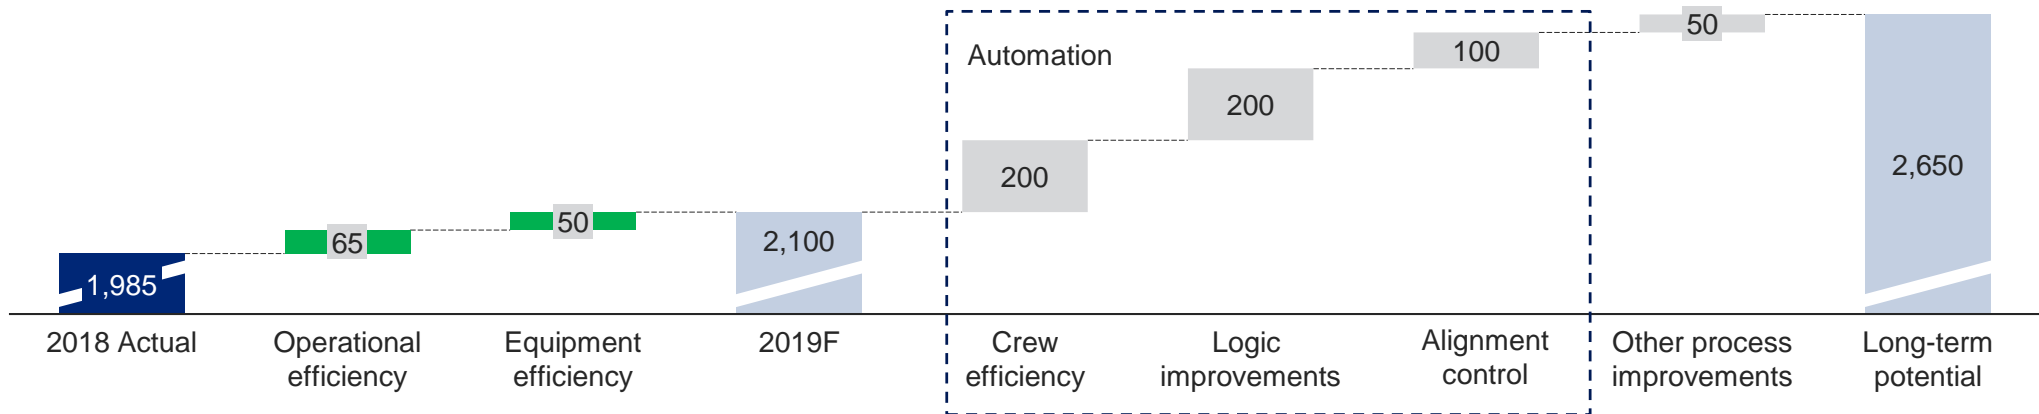 Automation
1,985
65
50
2,100
200
200
100
50
2,650
2018 Actual
Operational
efficiency
Equipment
efficiency
2019F
Crew
efficiency
Logic
improvements
Alignment
control
Other process
improvements
Long-term
potential